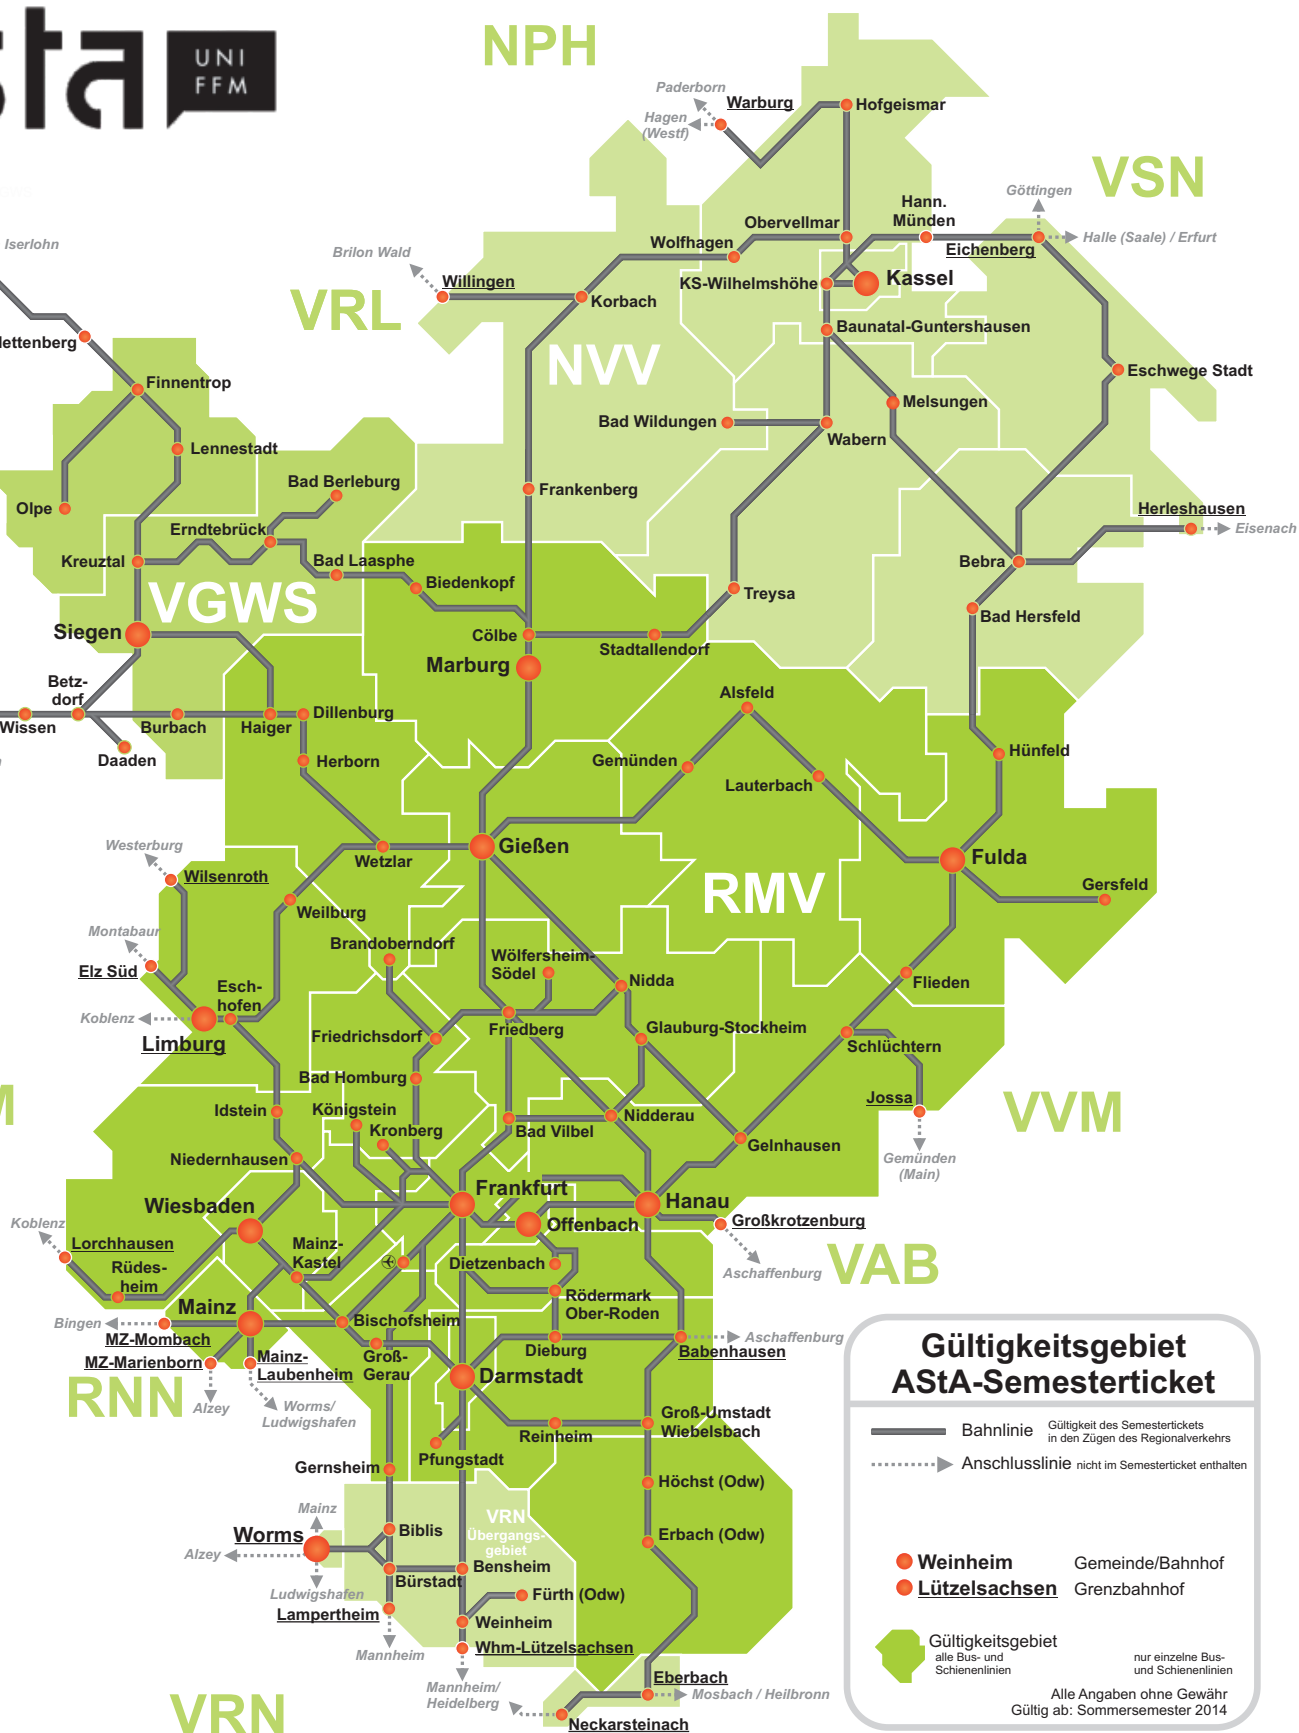 sta
UNI
FFM
NPH
VSN
VRL
NVV
VGWS
RMV
VVM
VAB
RNN
VRN
M
Paderborn
Warburg
Hagen
(Westf)
Hofgeismar
Göttingen
Hann.
Münden
Obervellmar
Wolfhagen
Eichenberg
Halle (Saale) / Erfurt
Iserlohn
Brilon Wald
Willingen
Korbach
KS-Wilhelmshöhe
Kassel
Baunatal-Guntershausen
lettenberg
Finnentrop
Eschwege Stadt
Melsungen
Bad Wildungen
Wabern
Lennestadt
Bad Berleburg
Frankenberg
Olpe
Herleshausen
Eisenach
Erndtebrück
Kreuztal
Bad Laasphe
Biedenkopf
Bebra
Treysa
Bad Hersfeld
Siegen
Cölbe
Stadtallendorf
Marburg
Betz-
dorf
Wissen
Burbach
Haiger
Dillenburg
Daaden
Herborn
Alsfeld
Gemünden
Lauterbach
Hünfeld
Westerburg
Wilsenroth
Wetzlar
Gießen
Fulda
Gersfeld
Weilburg
Montabaur
Elz Süd
Brandoberndorf
Wölfersheim-
Södel
Nidda
Flieden
Esch-
hofen
Koblenz
Limburg
Friedrichsdorf
Friedberg
Glauburg-Stockheim
Schlüchtern
Bad Homburg
Jossa
Idstein
Königstein
Kronberg
Bad Vilbel
Nidderau
Gelnhausen
Gemünden
(Main)
Niedernhausen
Wiesbaden
Frankfurt
Hanau
Offenbach
Großkrotzenburg
Aschaffenburg
Koblenz
Lorchhausen
Rüdes-
heim
Mainz-
Kastel
Dietzenbach
Rödermark
Ober-Roden
Mainz
Bingen
MZ-Mombach
Bischofsheim
MZ-Marienborn
Mainz-
Laubenheim
Groß-
Gerau
Dieburg
Babenhausen
Aschaffenburg
Darmstadt
Alzey
Worms/
Ludwigshafen
Reinheim
Groß-Umstadt
Wiebelsbach
Pfungstadt
Gernsheim
Höchst (Odw)
Mainz
Worms
Alzey
Ludwigshafen
Biblis
VRN
Übergangs-
gebiet
Erbach (Odw)
Bürstadt
Bensheim
Lampertheim
Fürth (Odw)
Weinheim
Whm-Lützelsachsen
Mannheim
Mannheim/
Heidelberg
Eberbach
Mosbach / Heilbronn
Neckarsteinach
Gültigkeitsgebiet
AStA-Semesterticket
Bahnlinie Gültigkeit des Semestertickets
in den Zügen des Regionalverkehrs
Anschlusslinie nicht im Semesterticket enthalten
Weinheim Gemeinde/Bahnhof
Lützelsachsen Grenzbahnhof
Gültigkeitsgebiet
alle Bus- und
Schienenlinien
nur einzelne Bus-
und Schienenlinien
Alle Angaben ohne Gewähr
Gültig ab: Sommersemester 2014